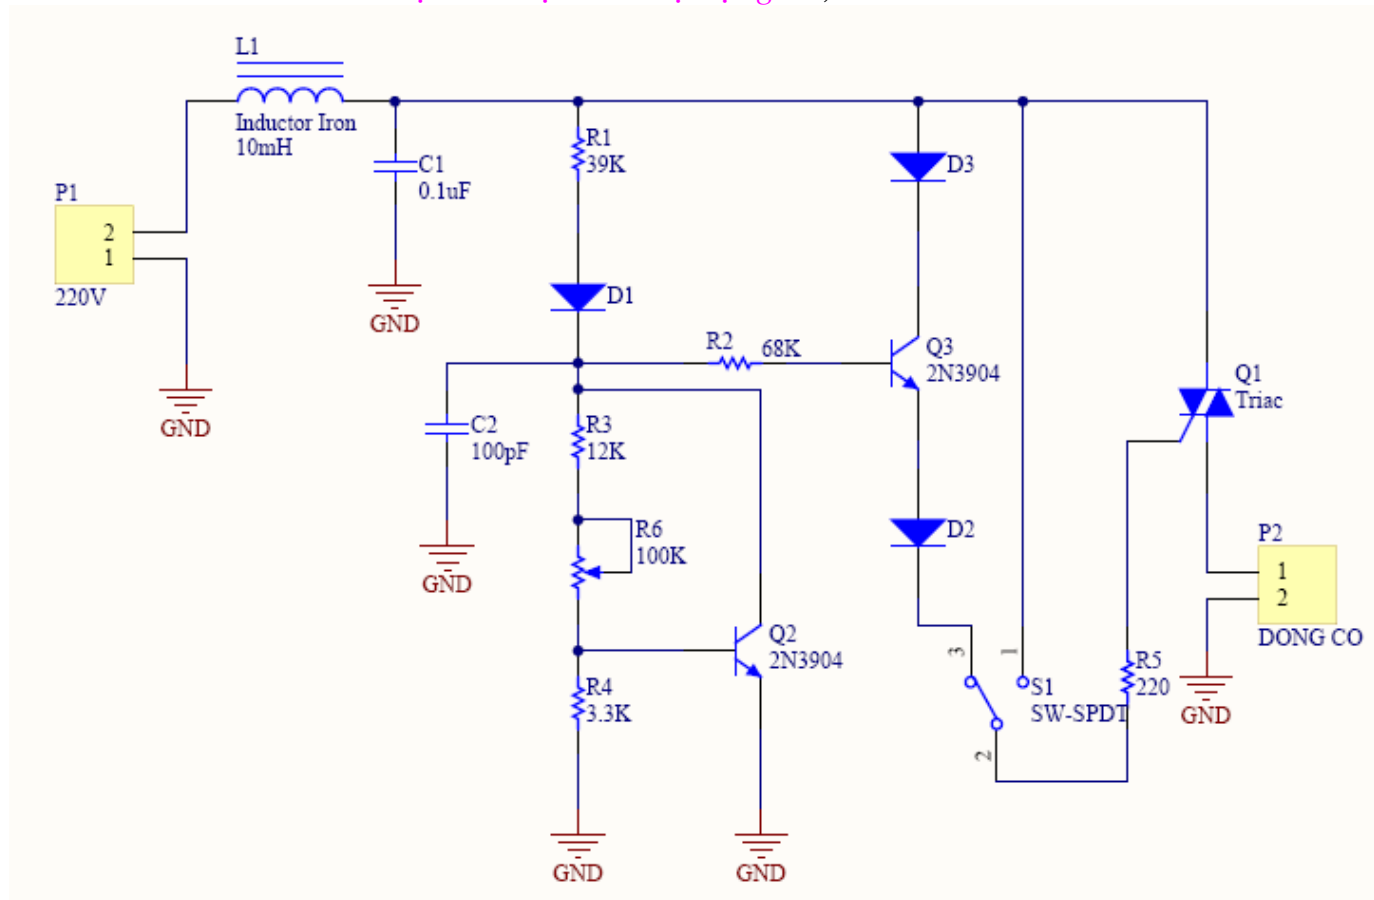 L1
Inductor Iron
10mH
P1
2
1
220V
GND
C1
0.1uF
GND
R1
39K
D1
R2 68K
C2
100pF
GND
R3
12K
R6
100K
R4
3.3K
GND
Q2
2N3904
GND
D3
Q3
2N3904
D2
3
1
2
S1
SW-SPDT
R5
220
Q1
Triac
P2
1
2
DONG CO
GND